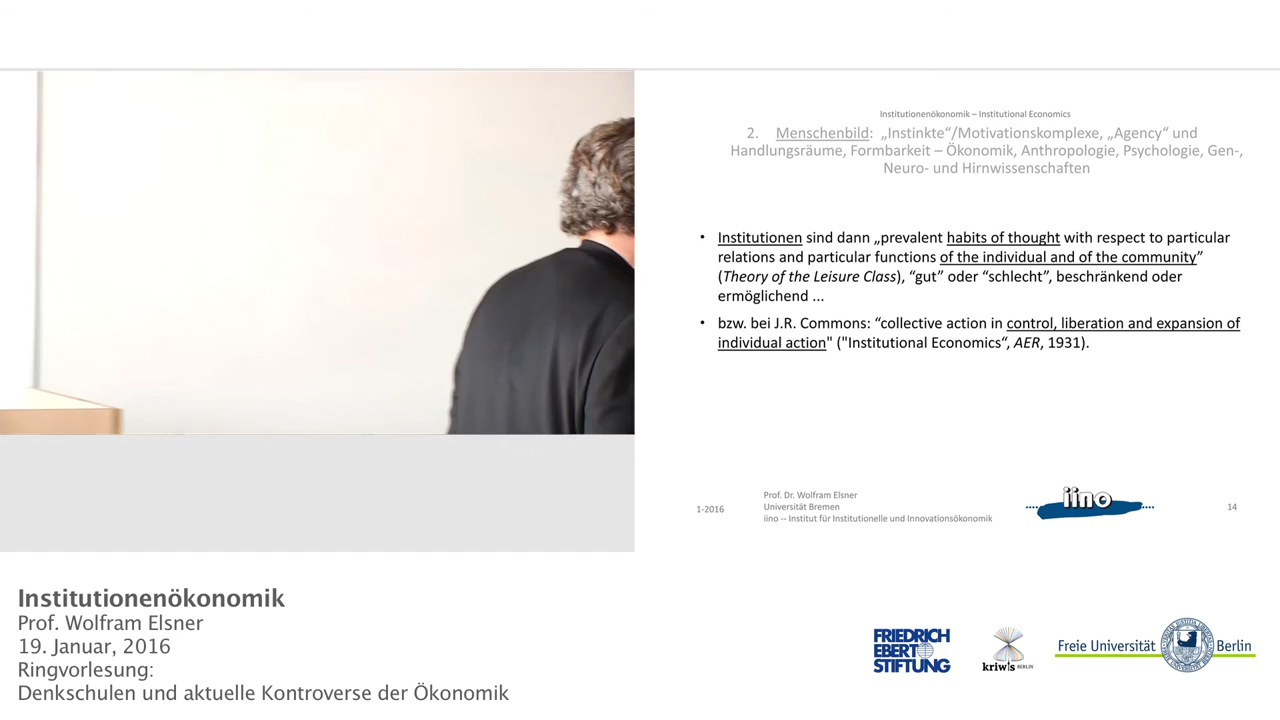 Institutionenökonomik – Institutional Economics
2. Menschenbild: „Instinkte“/Motivationskomplexe, „Agency“ und
Handlungsräume, Formbarkeit – Ökonomik, Anthropologie, Psychologie, Gen-,
Neuro- und Hirnwissenschaften
• Institutionen sind dann „prevalent habits of thought with respect to particular
relations and particular functions of the individual and of the community”
(Theory of the Leisure Class), “gut” oder “schlecht”, beschränkend oder
ermöglichend ...
• bzw. bei J.R. Commons: “collective action in control, liberation and expansion of
individual action" ("Institutional Economics“, AER, 1931).
1-2016
Prof. Dr. Wolfram Elsner
Universität Bremen
iino -- Institut für Institutionelle und Innovationsökonomik
iino
14
Institutionenökonomik
Prof. Wolfram Elsner
19. Januar, 2016
Ringvorlesung:
Denkschulen und aktuelle Kontroverse der Ökonomik
FRIEDRICH
EBERT
STIFTUNG
kriwis BERLIN
Freie Universität Berlin